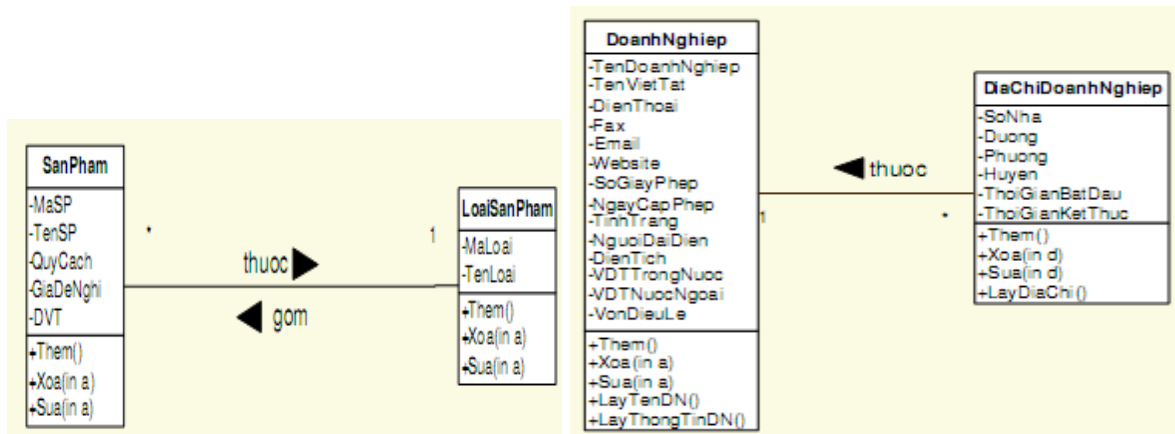 SanPham
-MaSP
-TenSP
-QuyCach
-GiaDeNghi
-DVT
+Them()
+Xoa(in a)
+Sua(in a)
*
1
thuoc
gom
LoaiSanPham
-MaLoai
-TenLoai
+Them()
+Xoa(in a)
+Sua(in a)
DoanhNghiep
-TenDoanhNghiep
-TenVietTat
-DienThoai
-Fax
-Email
-Website
-SoGiayPhep
-NgayCapPhep
-TinhTrang
-NguoiDaiDien
-DienTich
-VDTTrongNuoc
-VDTNuocNgoai
-VonDieuLe
+Them()
+Xoa(in a)
+Sua(in a)
+LayTenDN()
+LayThongTinDN()
thuoc
1
*
DiaChiDoanhNghiep
-SoNha
-Duong
-Phuong
-Huyen
-ThoiGianBatDau
-ThoiGianKetThuc
+Them()
+Xoa(in d)
+Sua(in d)
+LayDiaChi()